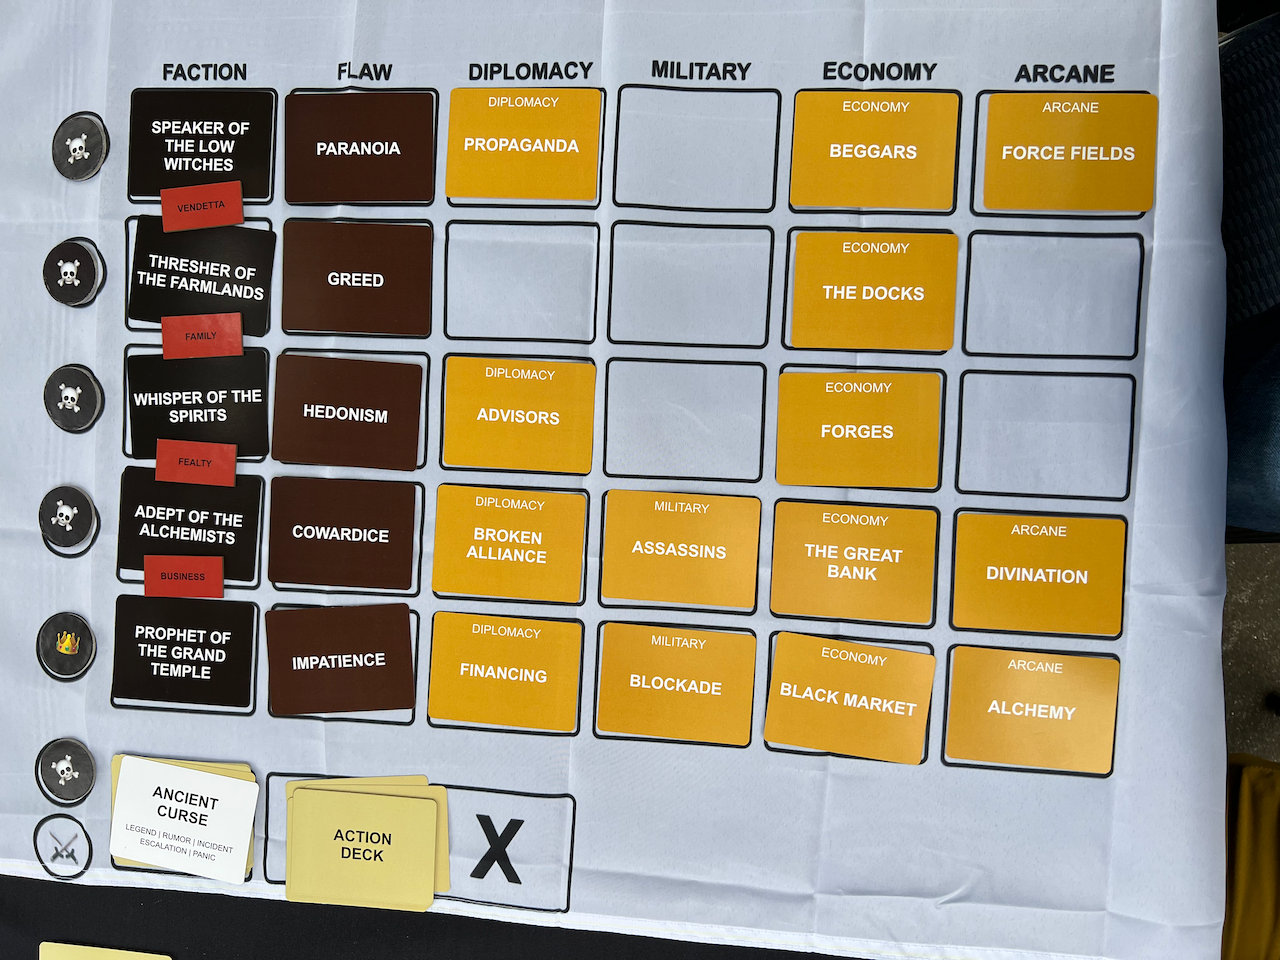 FACTION FLAW DIPLOMACY MILITARY ECONOMY ARCANE
SPEAKER OF
THE LOW
WITCHES
PARANOIA
DIPLOMACY
PROPAGANDA
ECONOMY
BEGGARS
ARCANE
FORCE FIELDS
VENDETTA
THRESHER OF
THE FARMLANDS
GREED
ECONOMY
THE DOCKS
FAMILY
WHISPER OF THE
SPIRITS
HEDONISM
DIPLOMACY
ADVISORS
ECONOMY
FORGES
FEALTY
ADEPT OF THE
ALCHEMISTS
COWARDICE
DIPLOMACY
BROKEN
ALLIANCE
MILITARY
ASSASSINS
ECONOMY
THE GREAT
BANK
ARCANE
DIVINATION
BUSINESS
PROPHET OF
THE GRAND
TEMPLE
IMPATIENCE
DIPLOMACY
FINANCING
MILITARY
BLOCKADE
ECONOMY
BLACK MARKET
ARCANE
ALCHEMY
ANCIENT
CURSE
LEGEND | RUMOR | INCIDENT
ESCALATION | PANIC
ACTION
DECK
X